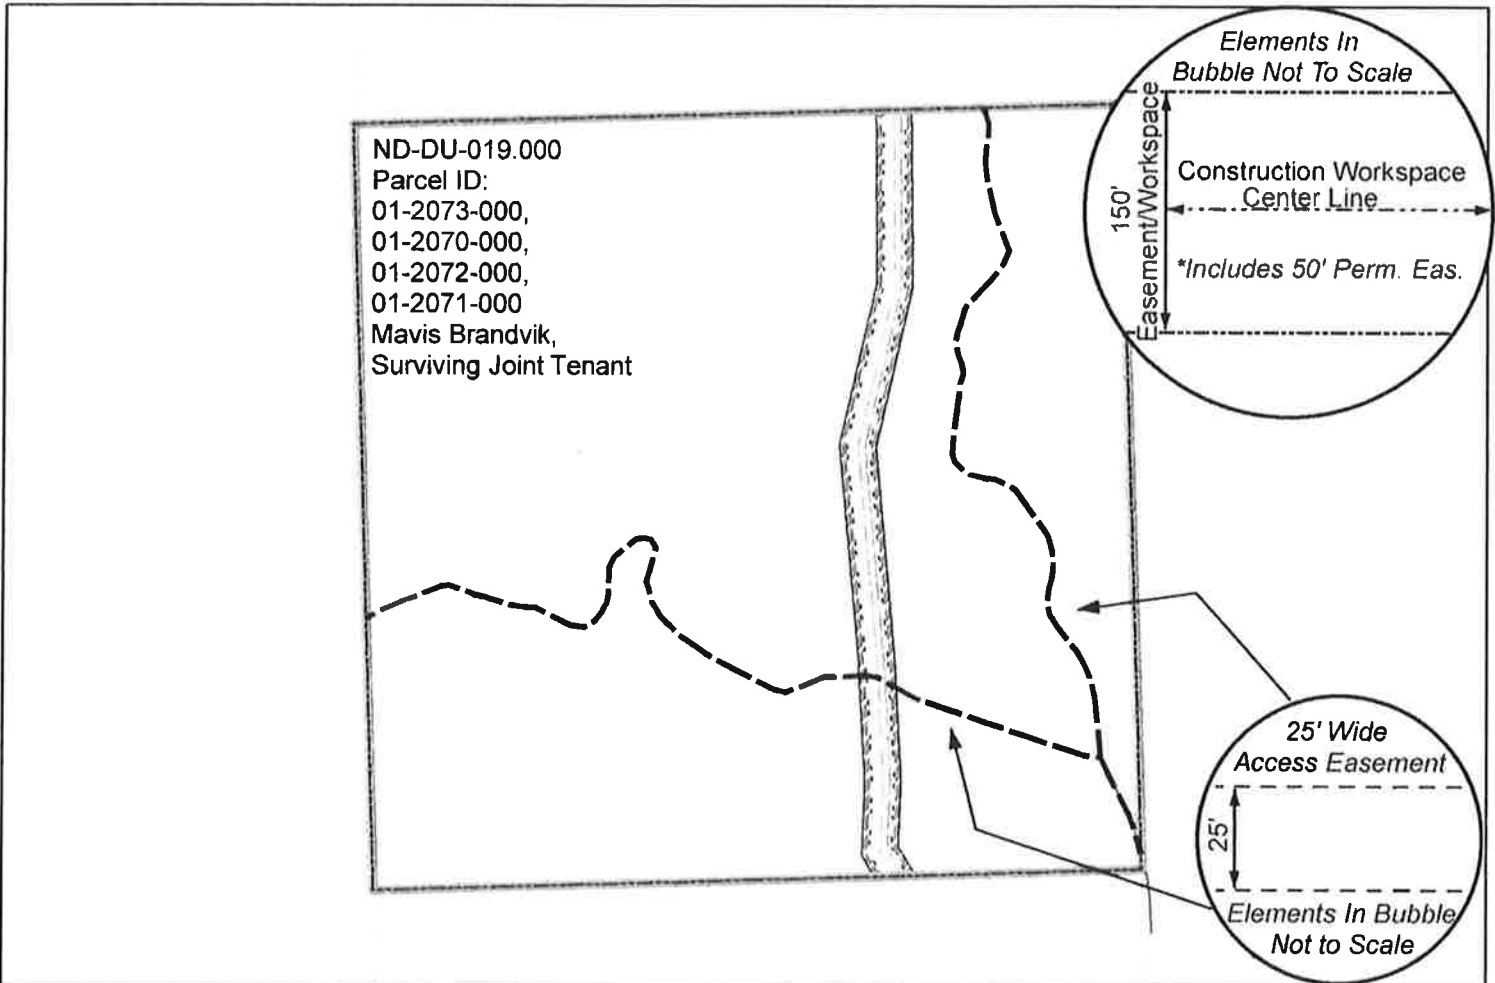 ND-DU-019.000
Parcel ID:
01-2073-000,
01-2070-000,
01-2072-000,
01-2071-000
Mavis Brandvik,
Surviving Joint Tenant
Elements In
Bubble Not To Scale
150'
Easement/Workspace
Construction Workspace
Center Line
*Includes 50' Perm. Eas.
25' Wide
Access Easement
25'
Elements In Bubble
Not to Scale